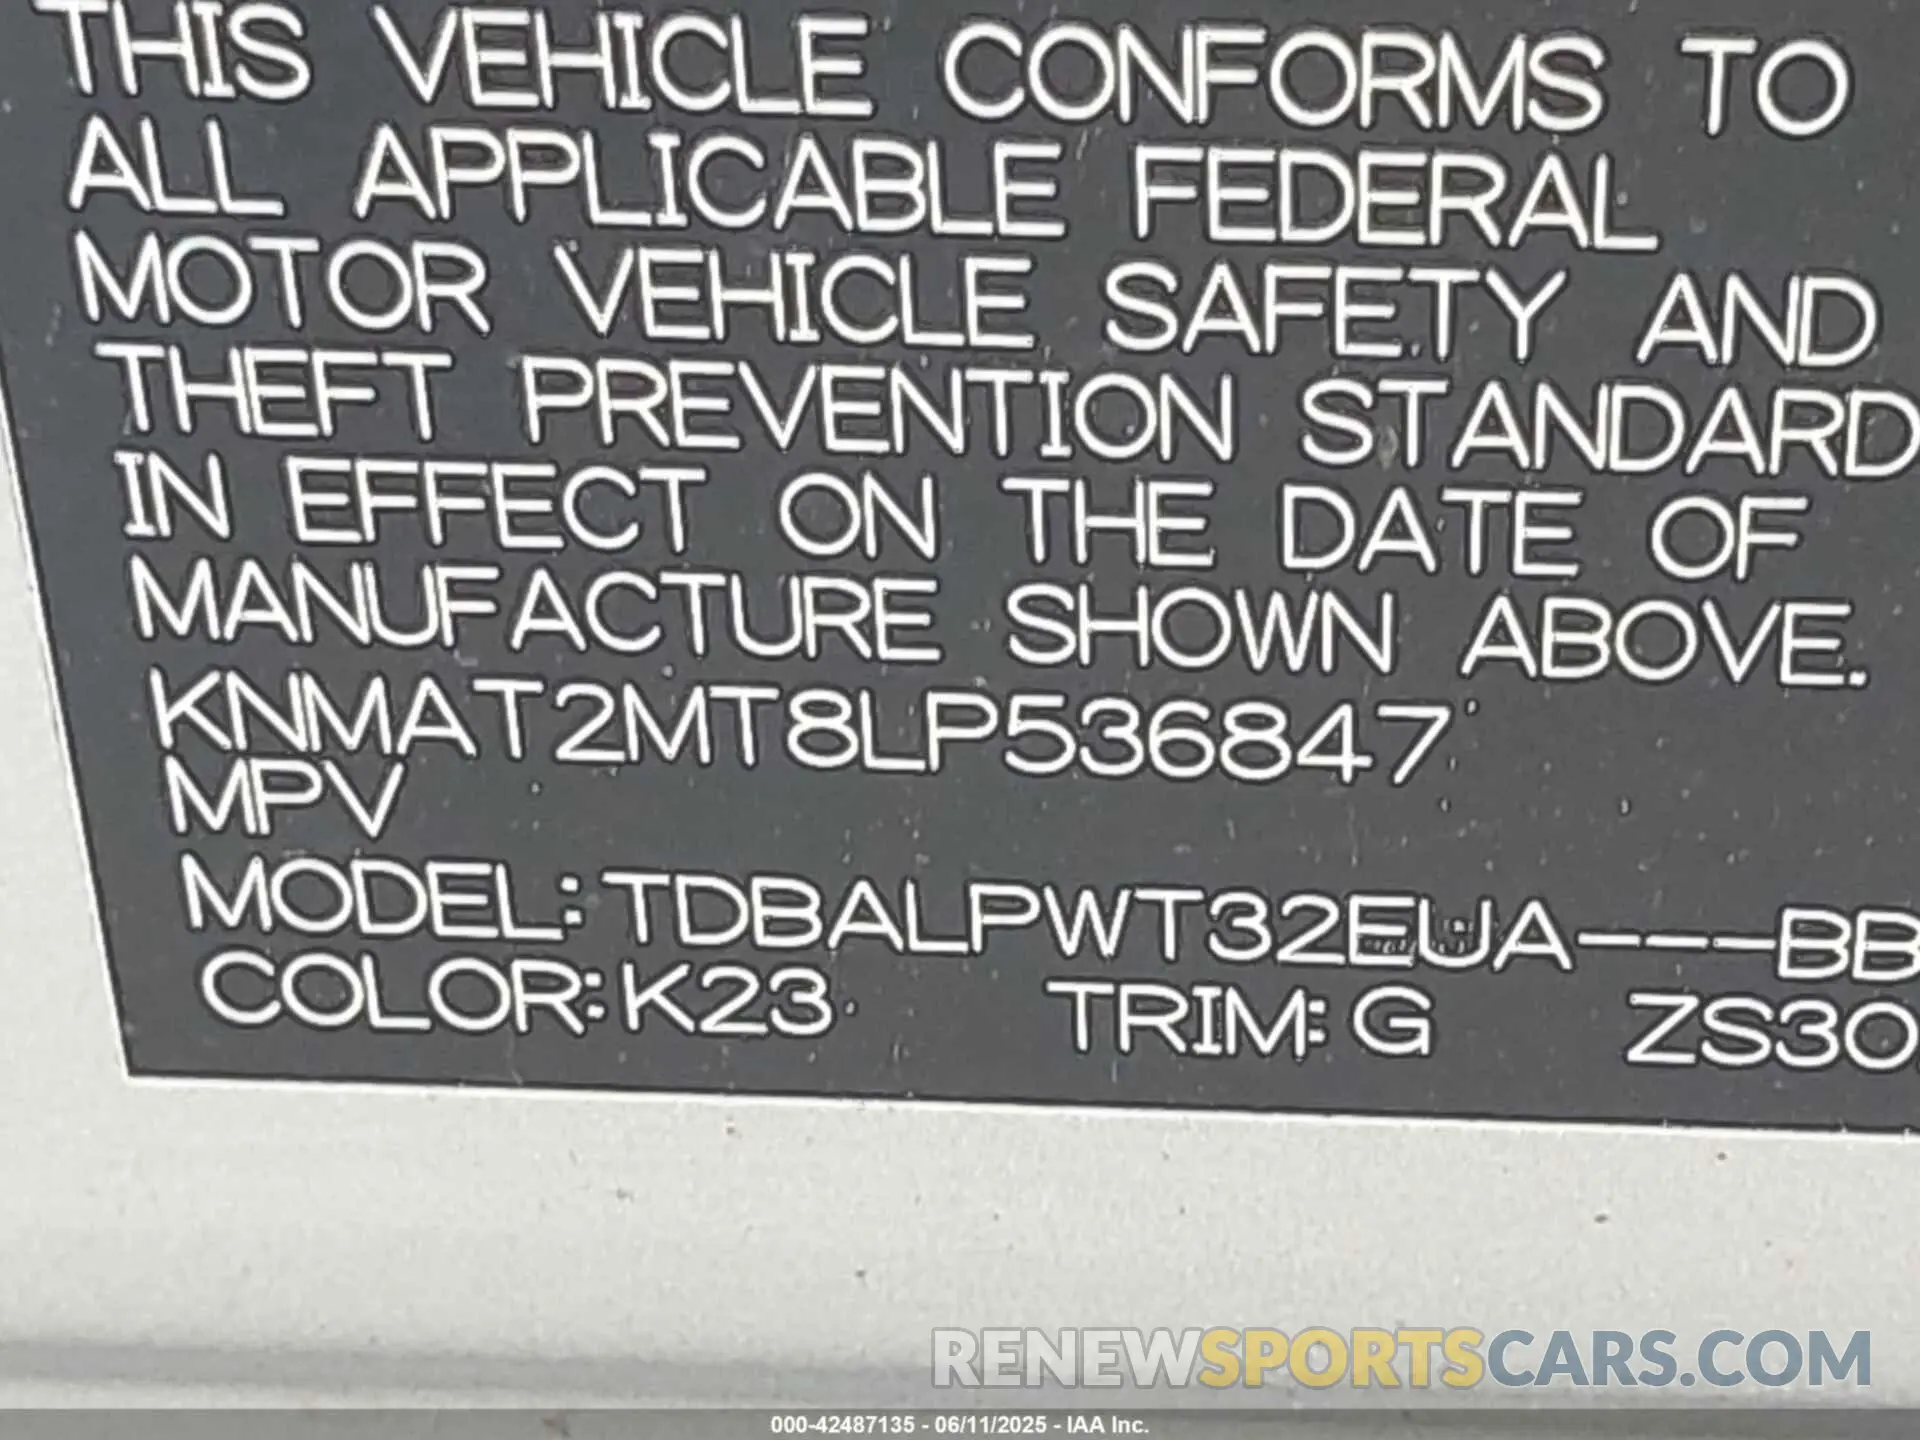 THIS VEHICLE CONFORMS TO
ALL APPLICABLE FEDERAL
MOTOR VEHICLE SAFETY AND
THEFT PREVENTION STANDARD
IN EFFECT ON THE DATE OF
MANUFACTURE SHOWN ABOVE.
KNMAT2MT8LP536847
MPV
MODEL:TDBALPWT32EUA---BB
COLOR:K23 TRIM:G ZS30
RENEWSPORTSCARS.COM
000-42487135 - 06/11/2025 - IAA Inc.